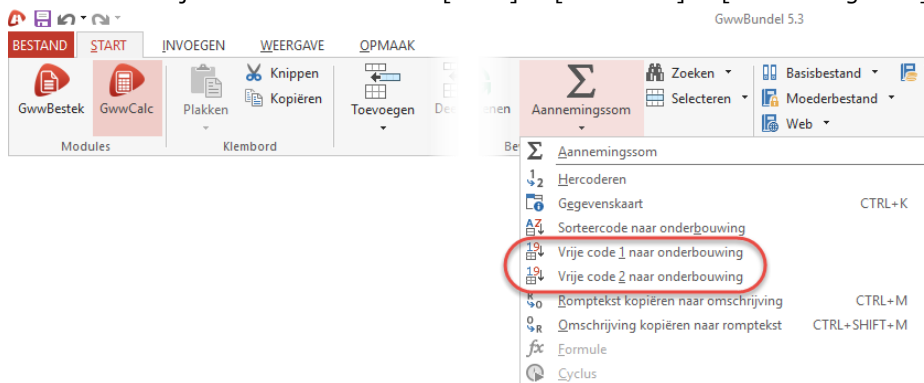 GwwBundel 5.3
BESTAND START INVOEGEN WEERGAVE OPMAAK
GwwBestek GwwCalc Plakken Knippen Kopiëren Toevoegen Aannemingssom Zoeken Selecteren Basisbestand Moederbestand Web
Modules Klembord
Σ Aannemingssom
Hercoderen
Gegevenskaart CTRL+K
Sorteercode naar onderbouwing
Vrije code 1 naar onderbouwing
Vrije code 2 naar onderbouwing
Romptekst kopiëren naar omschrijving CTRL+M
Omschrijving kopiëren naar romptekst CTRL+SHIFT+M
fx Formule
Cyclus